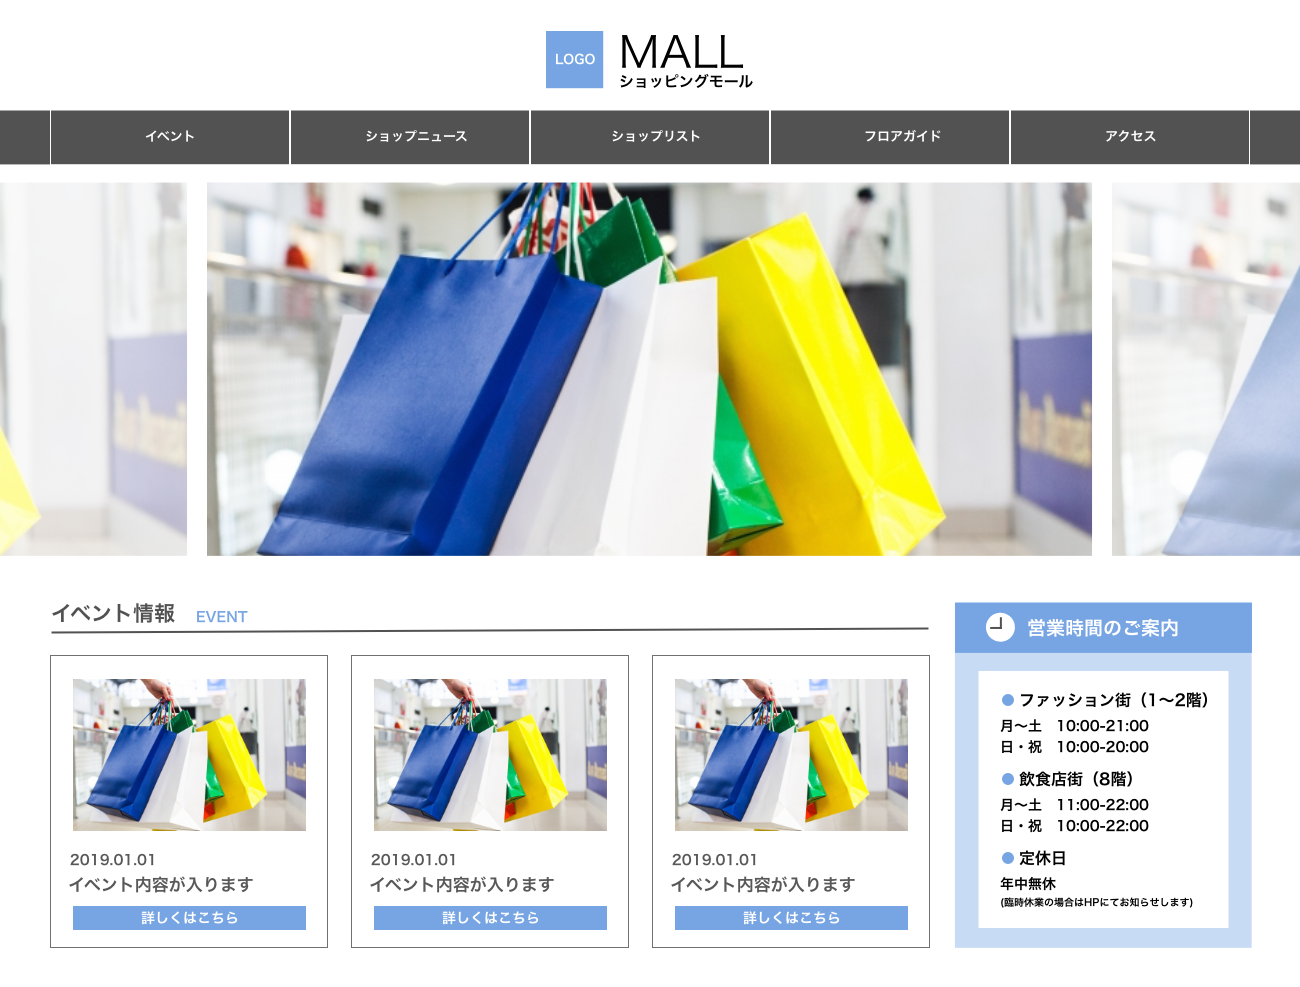 LOGO
MALL
ショッピングモール
イベント
ショップニュース
ショップリスト
フロアガイド
アクセス
イベント情報 EVENT
2019.01.01
イベント内容が入ります
詳しくはこちら
2019.01.01
イベント内容が入ります
詳しくはこちら
2019.01.01
イベント内容が入ります
詳しくはこちら
営業時間のご案内
ファッション街（1〜2階）
月〜土　10:00-21:00
日・祝　10:00-20:00
飲食店街（8階）
月〜土　11:00-22:00
日・祝　10:00-22:00
定休日
年中無休
(臨時休業の場合はHPにてお知らせします)